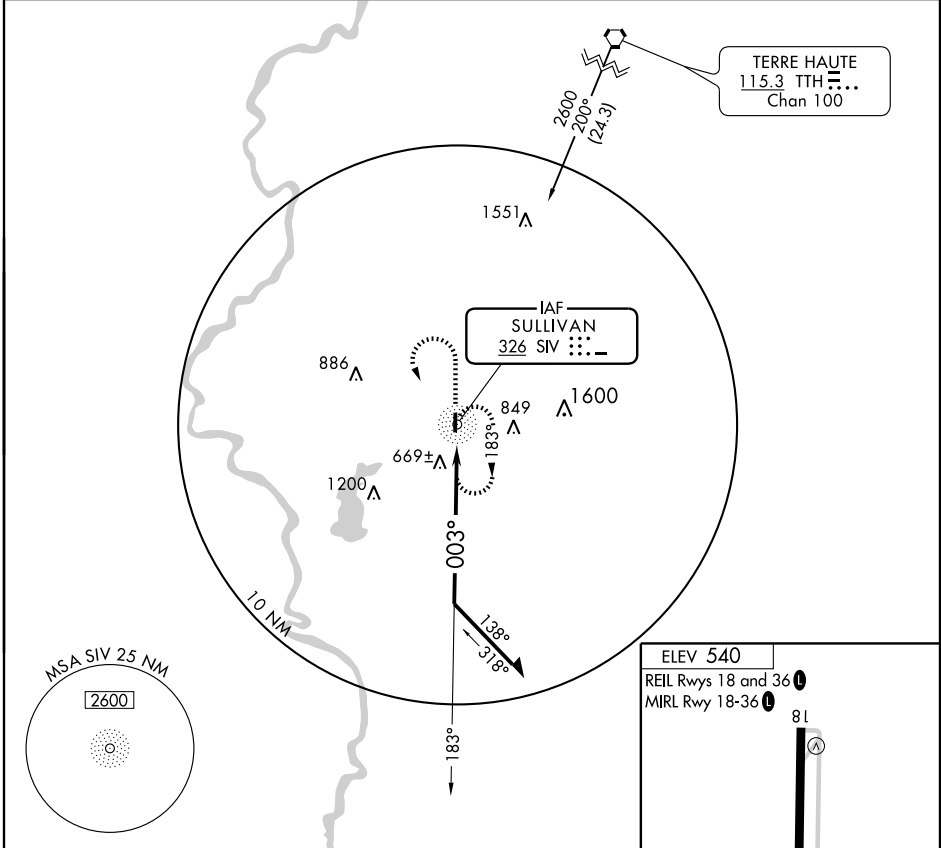 TERRE HAUTE
115.3 TTH
Chan 100
2600
200°
(24.3)
1551
IAF
SULLIVAN
326 SIV
886
849
1600
183°
669±
1200
003°
10 NM
138°
318°
MSA SIV 25 NM
2600
183°
ELEV 540
REIL Rwys 18 and 36 L
MIRL Rwy 18-36 L
18